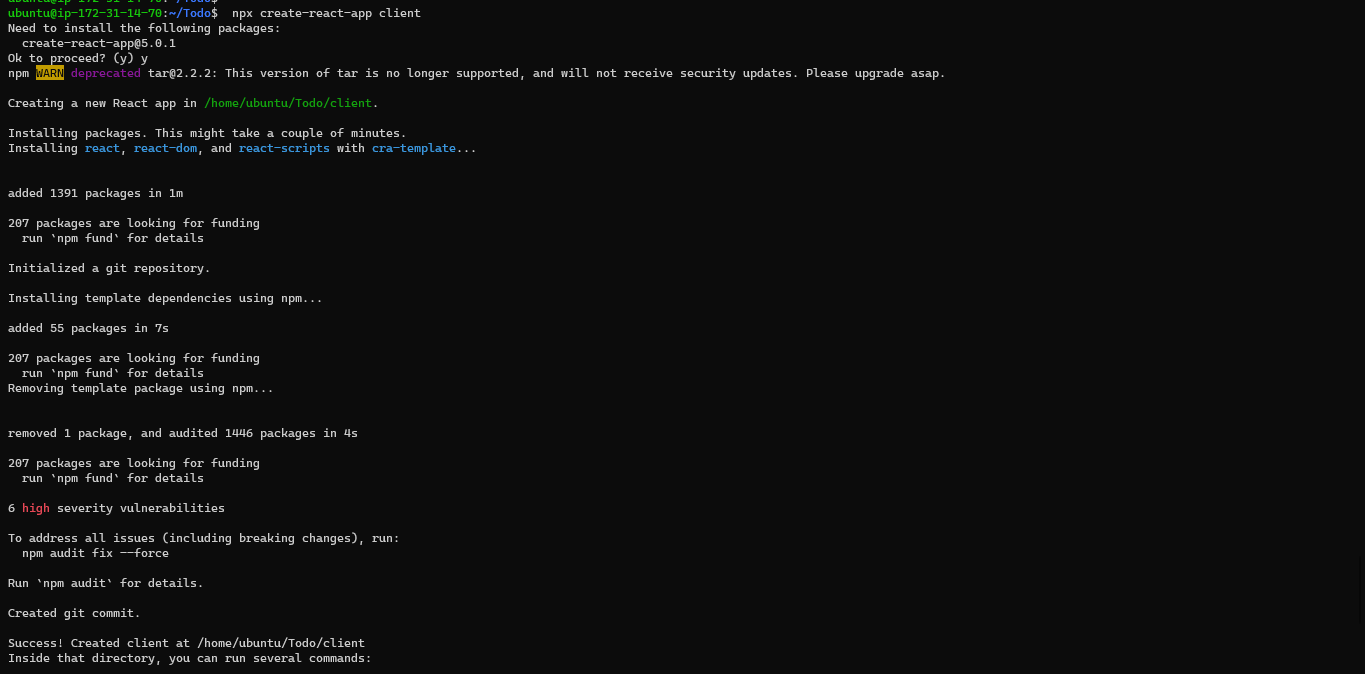 ubuntu@ip-172-31-14-70:~/Todo$
ubuntu@ip-172-31-14-70:~/Todo$  npx create-react-app client
Need to install the following packages:
  create-react-app@5.0.1
Ok to proceed? (y) y
npm WARN deprecated tar@2.2.2: This version of tar is no longer supported, and will not receive security updates. Please upgrade asap.
Creating a new React app in /home/ubuntu/Todo/client.
Installing packages. This might take a couple of minutes.
Installing react, react-dom, and react-scripts with cra-template...
added 1391 packages in 1m
207 packages are looking for funding
  run `npm fund` for details
Initialized a git repository.
Installing template dependencies using npm...
added 55 packages in 7s
207 packages are looking for funding
  run `npm fund` for details
Removing template package using npm...
removed 1 package, and audited 1446 packages in 4s
207 packages are looking for funding
  run `npm fund` for details
6 high severity vulnerabilities
To address all issues (including breaking changes), run:
  npm audit fix --force
Run `npm audit` for details.
Created git commit.
Success! Created client at /home/ubuntu/Todo/client
Inside that directory, you can run several commands: